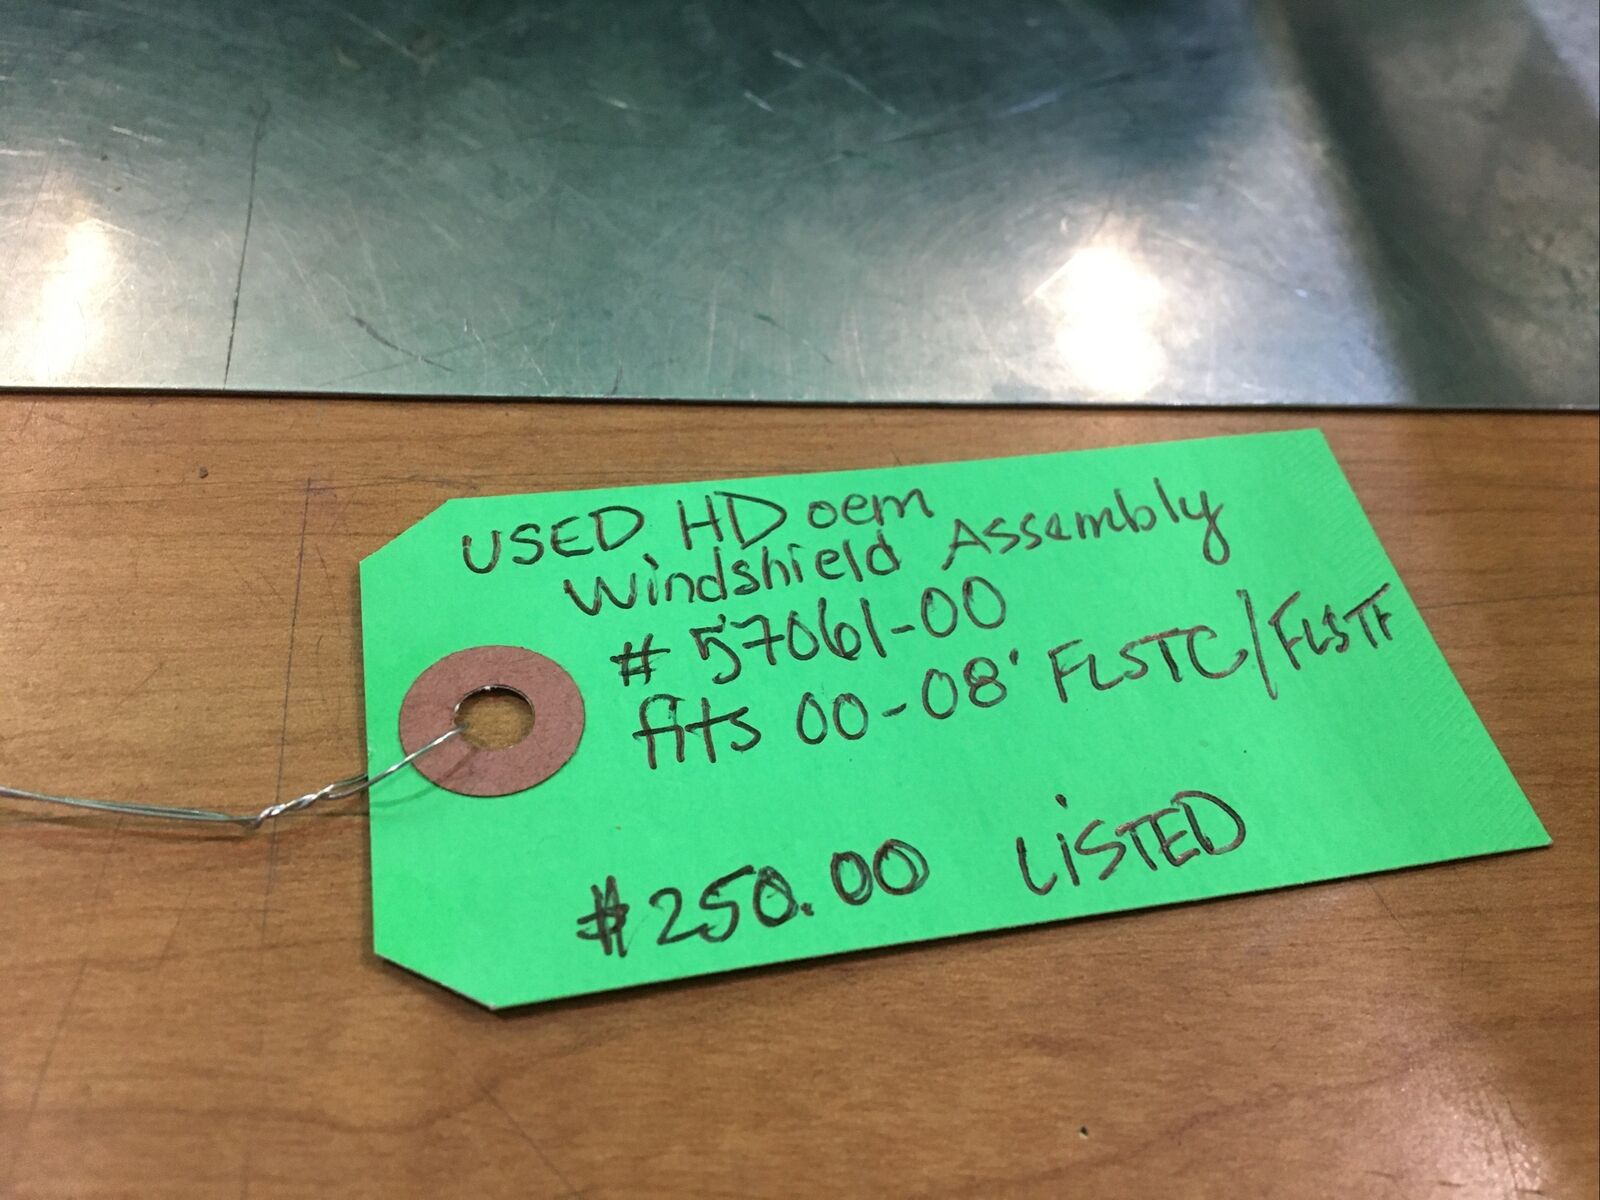 USED HD oem
Windshield Assembly
# 57061-00
fits 00-08' FLSTC/FLSTF
$250.00 LiSTED